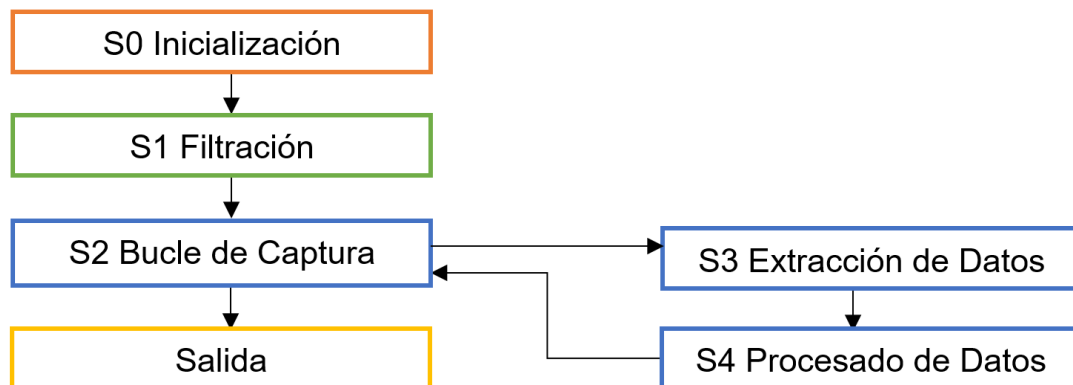 S0 Inicialización
S1 Filtración
S2 Bucle de Captura
S3 Extracción de Datos
Salida
S4 Procesado de Datos